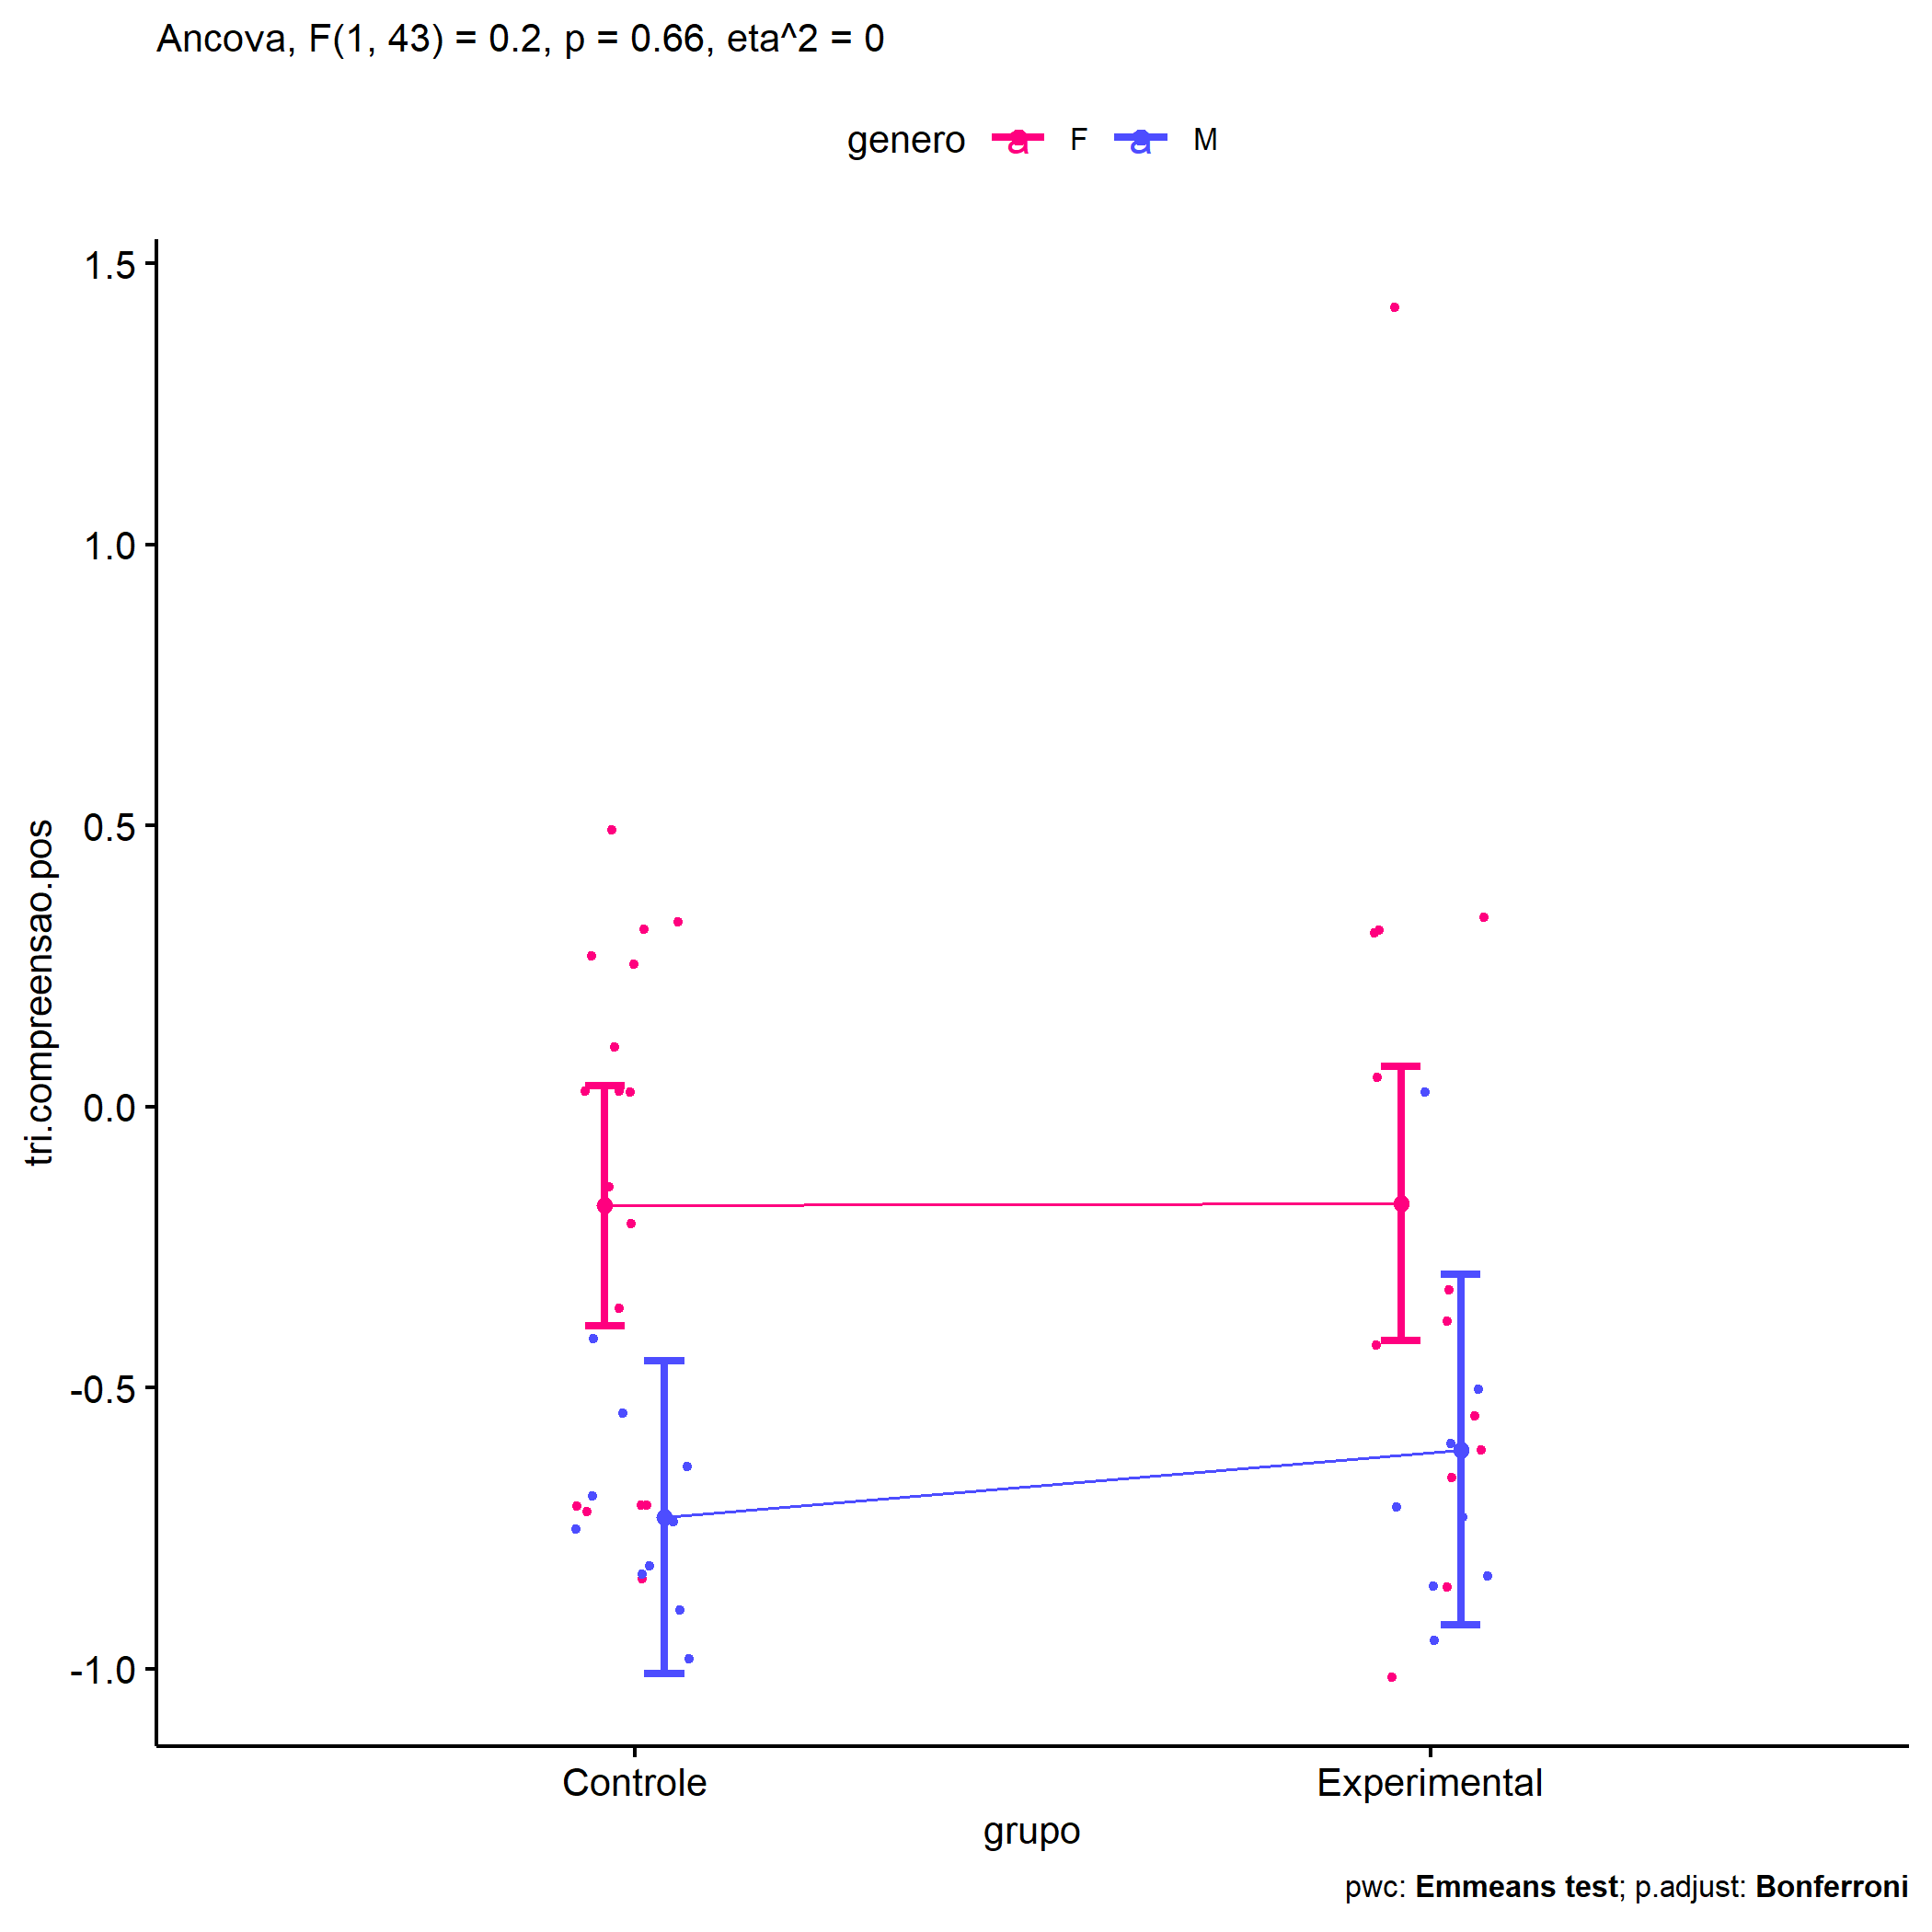 Ancova, F(1, 43) = 0.2, p = 0.66, eta^2 = 0
genero a F a M
1.5
1.0
0.5
0.0
-0.5
-1.0
tri.compreensao.pos
Controle Experimental
grupo
pwc: Emmeans test; p.adjust: Bonferroni